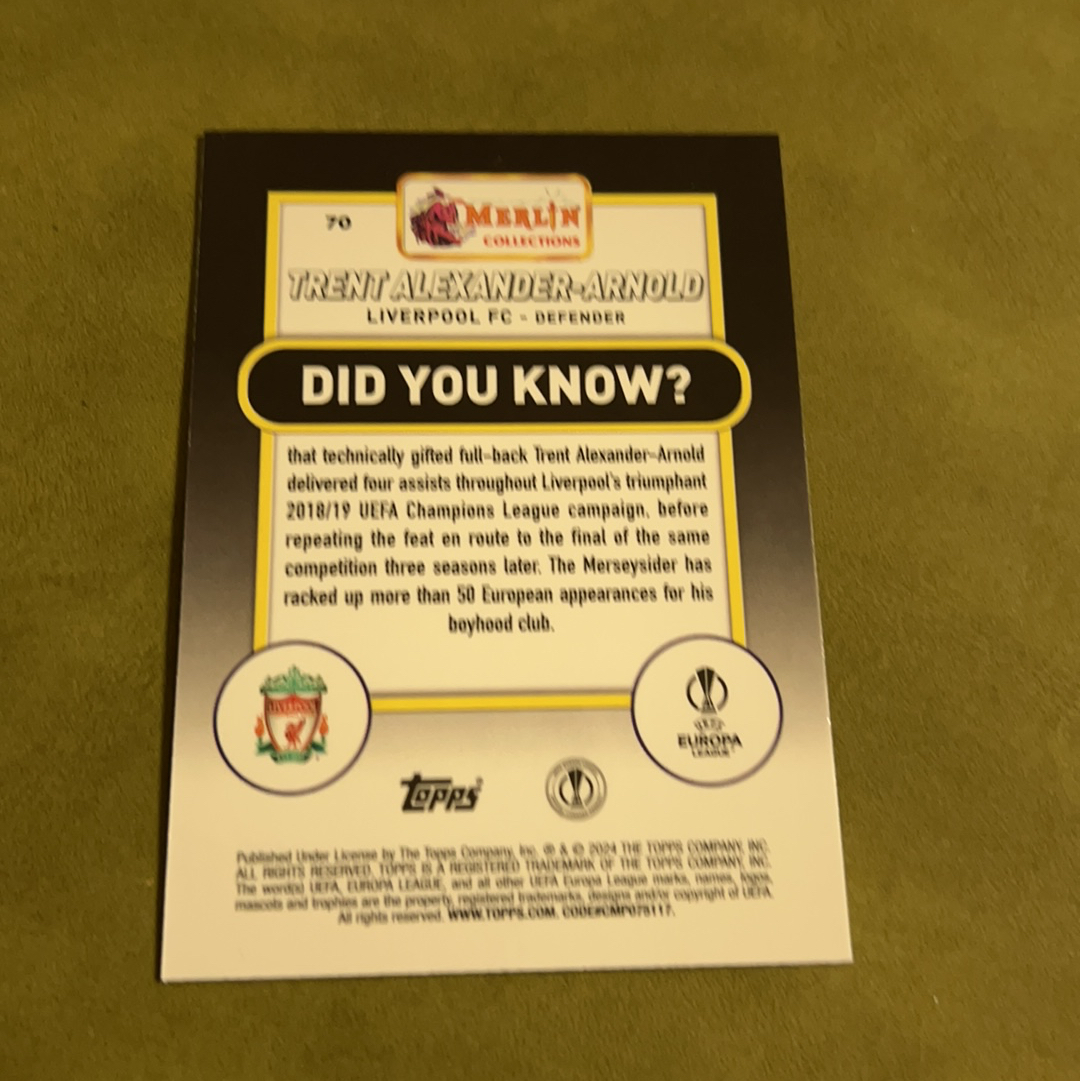 70
MERLIN
COLLECTIONS
TRENT ALEXANDER-ARNOLD
LIVERPOOL FC - DEFENDER
DID YOU KNOW?
that technically gifted full-back Trent Alexander-Arnold
delivered four assists throughout Liverpool's triumphant
2018/19 UEFA Champions League campaign, before
repeating the feat en route to the final of the same
competition three seasons later. The Merseysider has
racked up more than 50 European appearances for his
boyhood club.
LIVERPOOL
UEFA
EUROPA
LEAGUE
Topps
Published Under License by The Topps Company, Inc. ® & © 2024 THE TOPPS COMPANY, INC.
ALL RIGHTS RESERVED. TOPPS IS A REGISTERED TRADEMARK OF THE TOPPS COMPANY, INC.
The word(s) UEFA, EUROPA LEAGUE, and all other UEFA Europa League marks, names, logos,
mascots and trophies are the property, registered trademarks, designs and/or copyright of UEFA.
All rights reserved. WWW.TOPPS.COM. CODE#CMP075117.